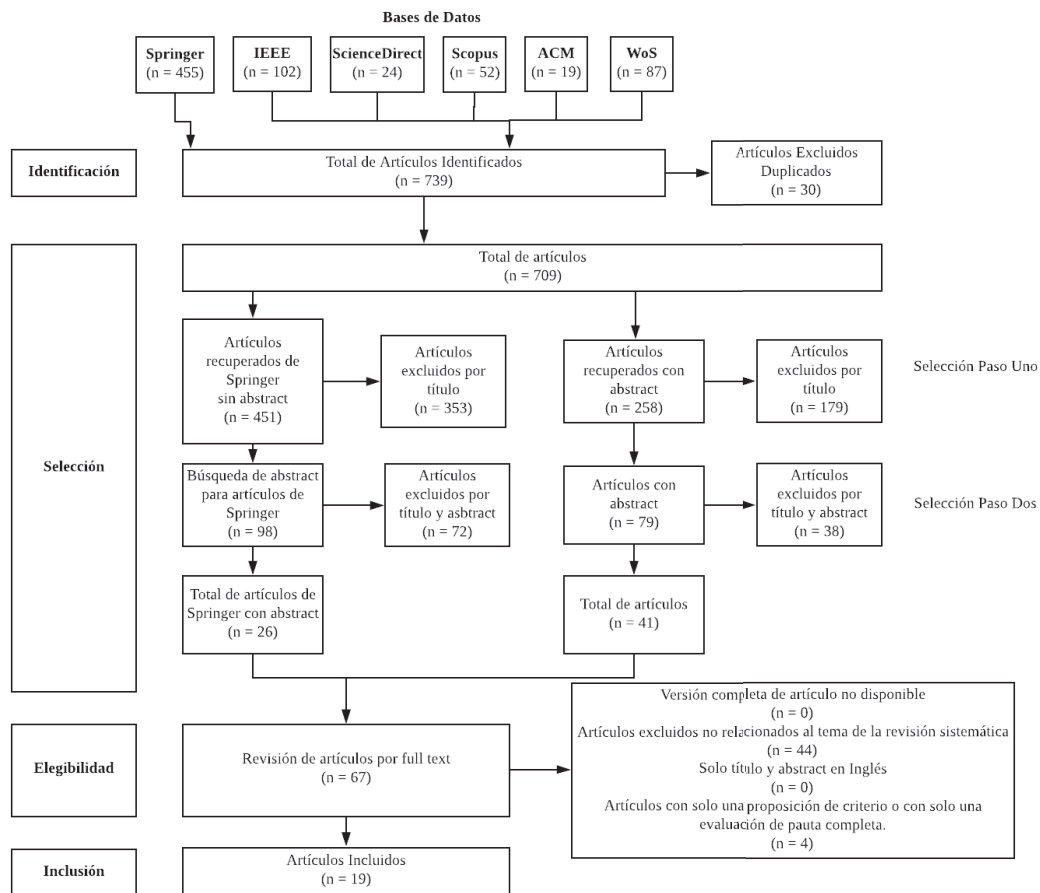 Bases de Datos
Springer
(n = 455)
IEEE
(n = 102)
ScienceDirect
(n = 24)
Scopus
(n = 52)
ACM
(n = 19)
WoS
(n = 87)
Identificación
Total de Artículos Identificados
(n = 739)
Artículos Excluidos
Duplicados
(n = 30)
Selección
Total de artículos
(n = 709)
Artículos
recuperados de
Springer
sin abstract
(n = 451)
Artículos
excluidos por
título
(n = 353)
Artículos
recuperados con
abstract
(n = 258)
Artículos
excluidos por
título
(n = 179)
Selección Paso Uno
Búsqueda de abstract
para artículos de
Springer
(n = 98)
Artículos
excluidos por
título y asbtract
(n = 72)
Artículos con
abstract
(n = 79)
Artículos
excluidos por
título y abstract
(n = 38)
Selección Paso Dos
Total de artículos de
Springer con abstract
(n = 26)
Total de artículos
(n = 41)
Elegibilidad
Revisión de artículos por full text
(n = 67)
Versión completa de artículo no disponible
(n = 0)
Artículos excluidos no relacionados al tema de la revisión sistemática
(n = 44)
Solo título y abstract en Inglés
(n = 0)
Artículos con solo una proposición de criterio o con solo una
evaluación de pauta completa.
(n = 4)
Inclusión
Artículos Incluidos
(n = 19)